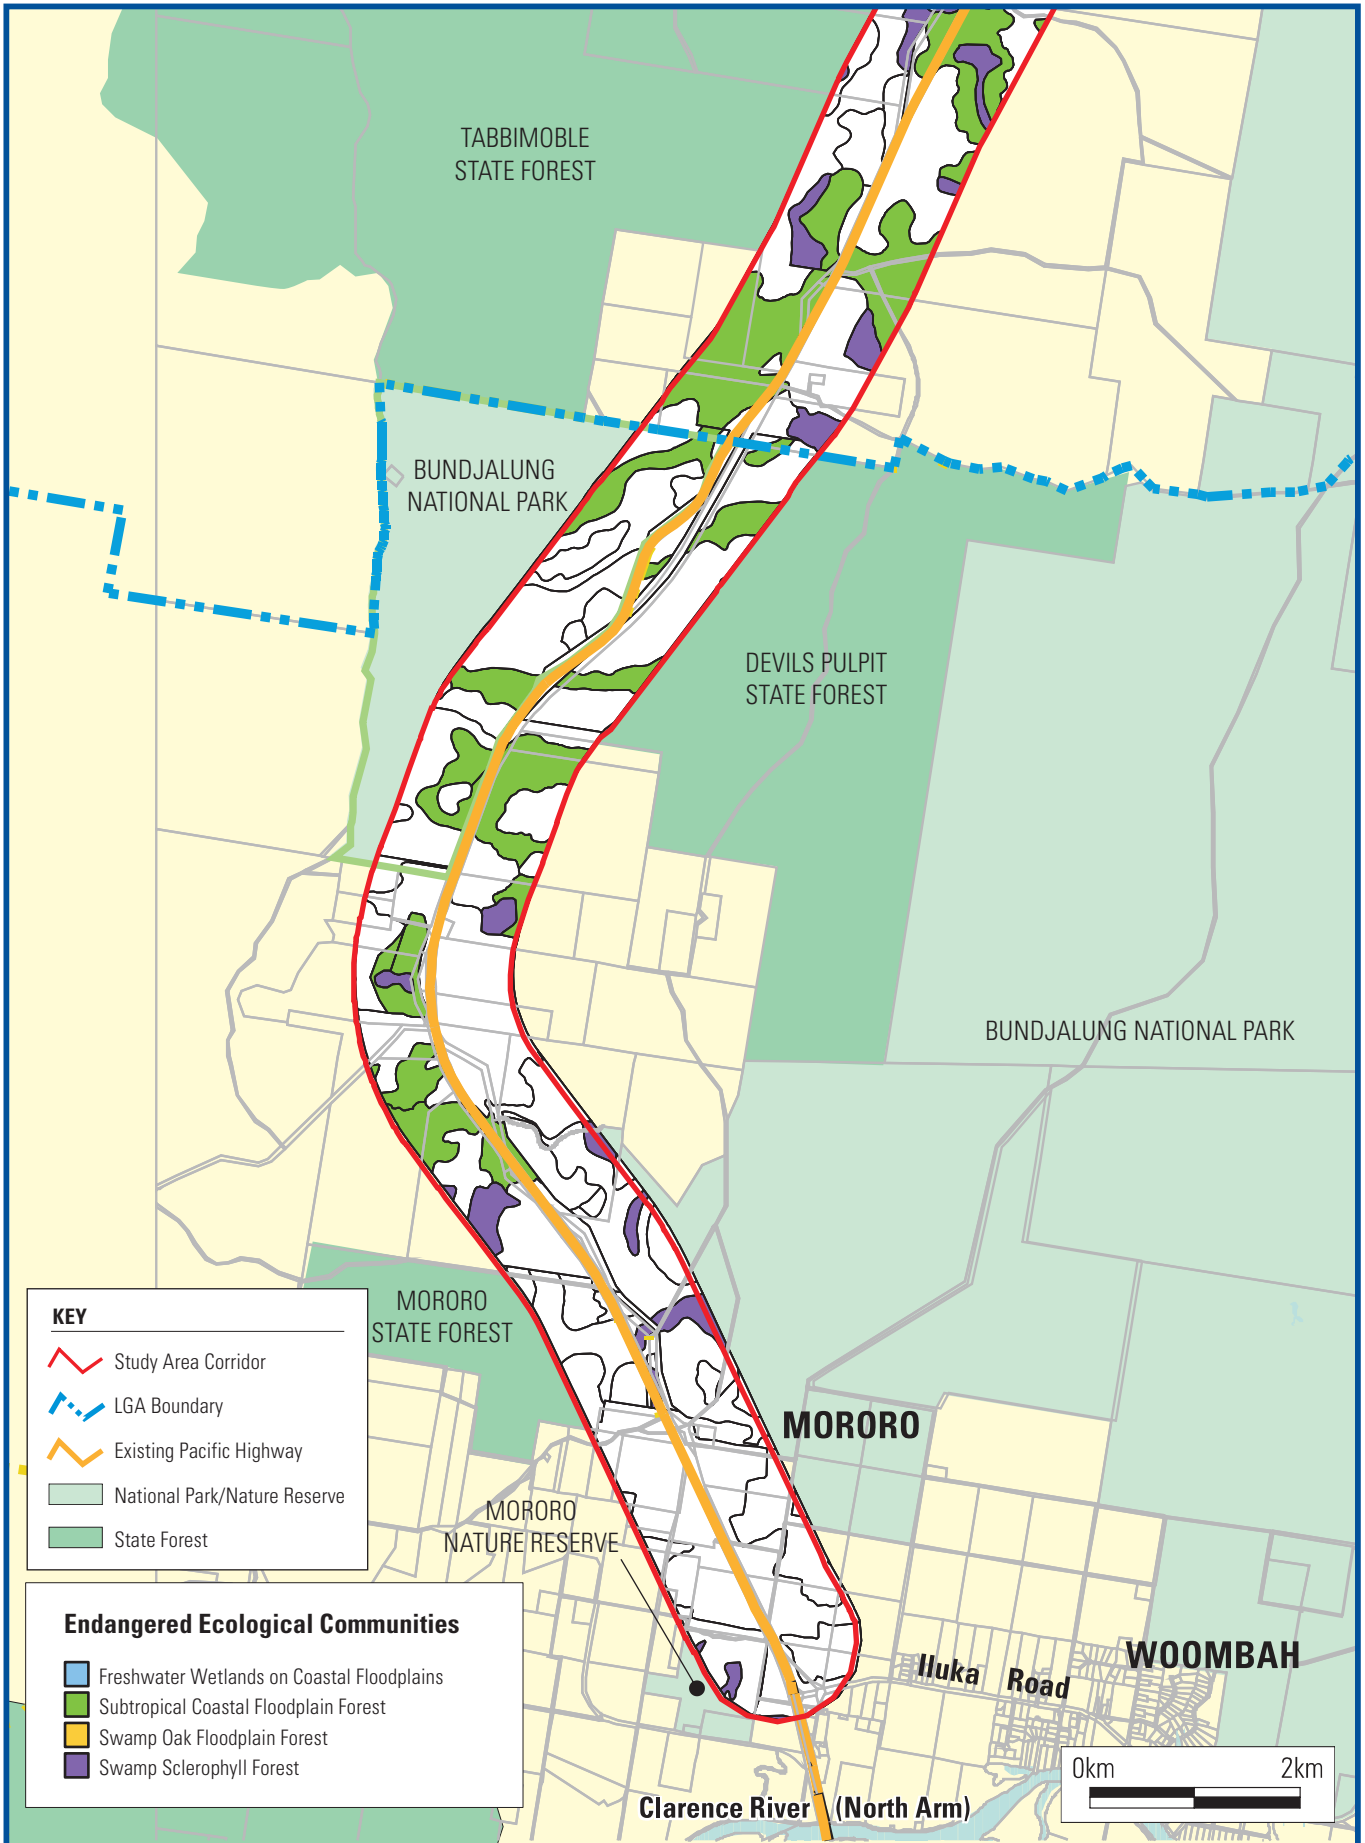 TABBIMOBLE
STATE FOREST
BUNDJALUNG
NATIONAL PARK
DEVILS PULPIT
STATE FOREST
BUNDJALUNG NATIONAL PARK
MORORO
STATE FOREST
MORORO
MORORO
NATURE RESERVE
WOOMBAH
Iluka Road
Clarence River (North Arm)
KEY
Study Area Corridor
LGA Boundary
Existing Pacific Highway
National Park/Nature Reserve
State Forest
Endangered Ecological Communities
Freshwater Wetlands on Coastal Floodplains
Subtropical Coastal Floodplain Forest
Swamp Oak Floodplain Forest
Swamp Sclerophyll Forest
0km 2km